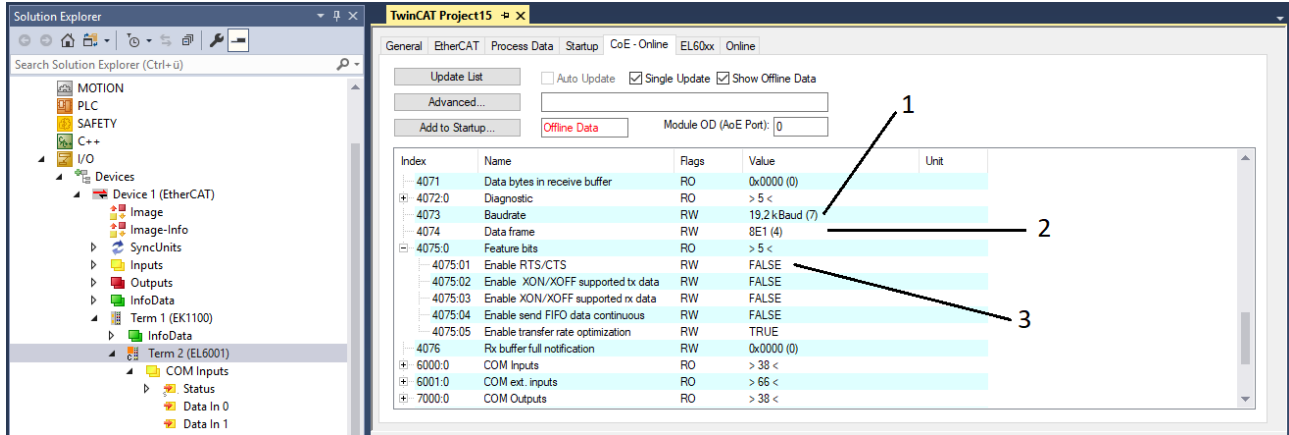 Solution Explorer
Search Solution Explorer (Ctrl+ü)
MOTION
PLC
SAFETY
C++
I/O
Devices
Device 1 (EtherCAT)
Image
Image-Info
SyncUnits
Inputs
Outputs
InfoData
Term 1 (EK1100)
InfoData
Term 2 (EL6001)
COM Inputs
Status
Data In 0
Data In 1
TwinCAT Project15
General EtherCAT Process Data Startup CoE - Online EL60xx Online
Update List Auto Update Single Update Show Offline Data
Advanced...
Add to Startup... Offline Data Module OD (AoE Port): 0
Index Name Flags Value Unit
4071 Data bytes in receive buffer RO 0x0000 (0)
4072:0 Diagnostic RO > 5 <
4073 Baudrate RW 19,2 kBaud (7)
4074 Data frame RW 8E1 (4)
4075:0 Feature bits RO > 5 <
4075:01 Enable RTS/CTS RW FALSE
4075:02 Enable XON/XOFF supported tx data RW FALSE
4075:03 Enable XON/XOFF supported rx data RW FALSE
4075:04 Enable send FIFO data continuous RW FALSE
4075:05 Enable transfer rate optimization RW TRUE
4076 Rx buffer full notification RW 0x0000 (0)
6000:0 COM Inputs RO > 38 <
6001:0 COM ext. inputs RO > 66 <
7000:0 COM Outputs RO > 38 <
1
2
3